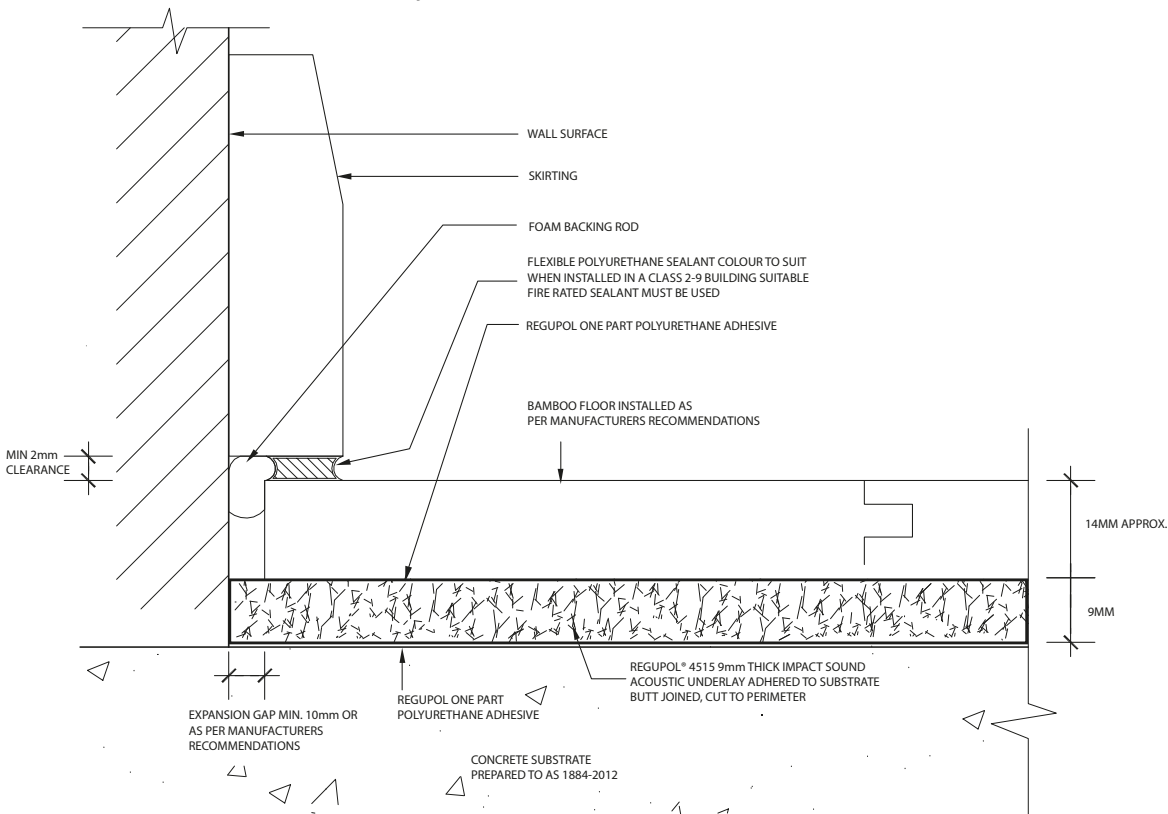 WALL SURFACE
SKIRTING
FOAM BACKING ROD
FLEXIBLE POLYURETHANE SEALANT COLOUR TO SUIT
WHEN INSTALLED IN A CLASS 2-9 BUILDING SUITABLE
FIRE RATED SEALANT MUST BE USED
REGUPOL ONE PART POLYURETHANE ADHESIVE
BAMBOO FLOOR INSTALLED AS
PER MANUFACTURERS RECOMMENDATIONS
MIN 2mm
CLEARANCE
14MM APPROX.
9MM
REGUPOL® 4515 9mm THICK IMPACT SOUND
ACOUSTIC UNDERLAY ADHERED TO SUBSTRATE
BUTT JOINED, CUT TO PERIMETER
REGUPOL ONE PART
POLYURETHANE ADHESIVE
EXPANSION GAP MIN. 10mm OR
AS PER MANUFACTURERS
RECOMMENDATIONS
CONCRETE SUBSTRATE
PREPARED TO AS 1884-2012